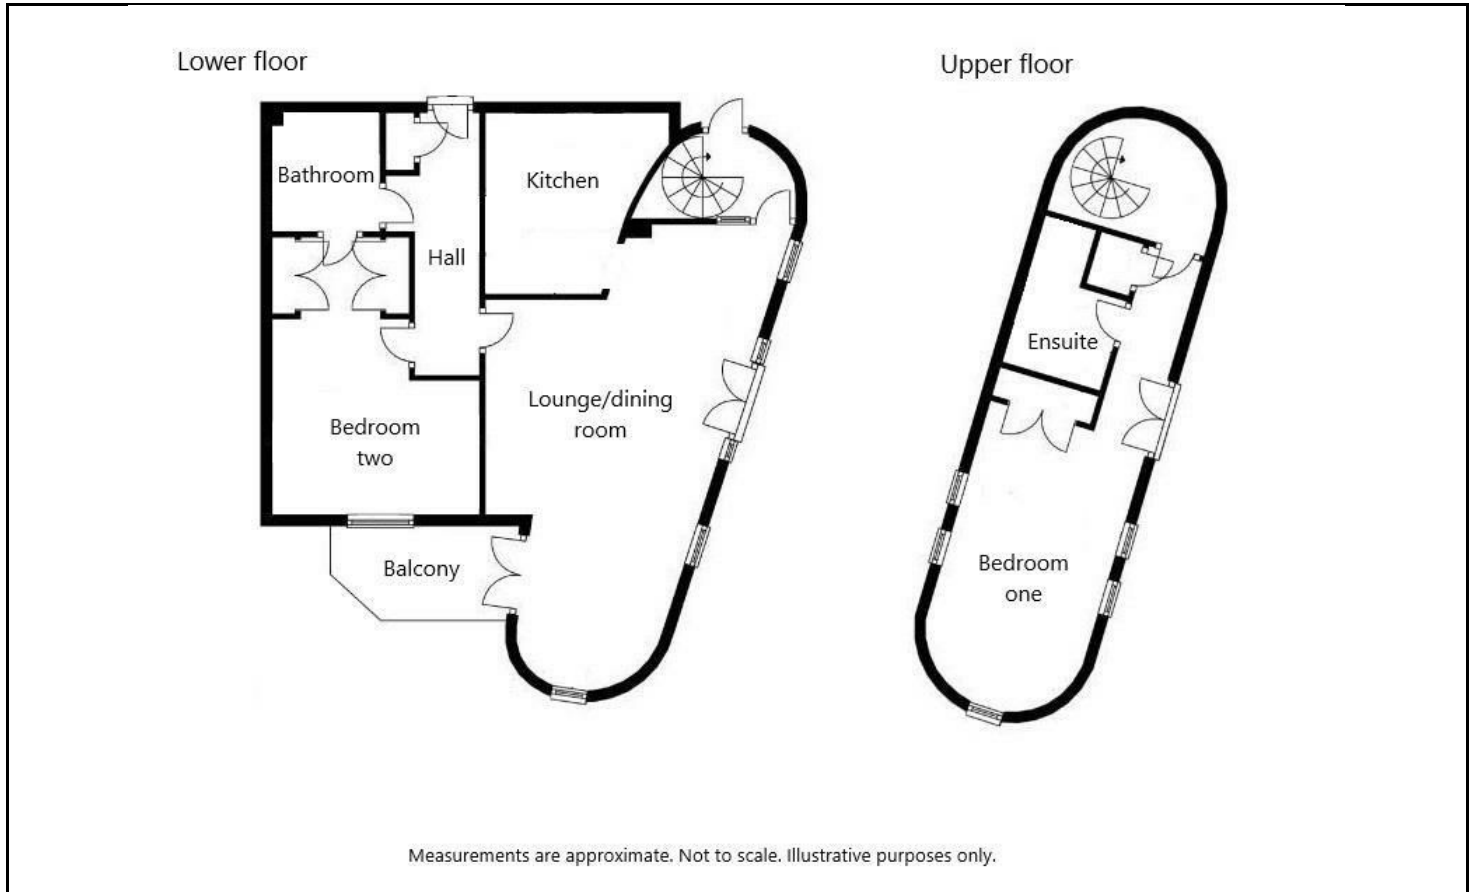 Lower floor
Bathroom
Kitchen
Hall
Lounge/dining
room
Bedroom
two
Balcony
Upper floor
Ensuite
Bedroom
one
Measurements are approximate. Not to scale. Illustrative purposes only.